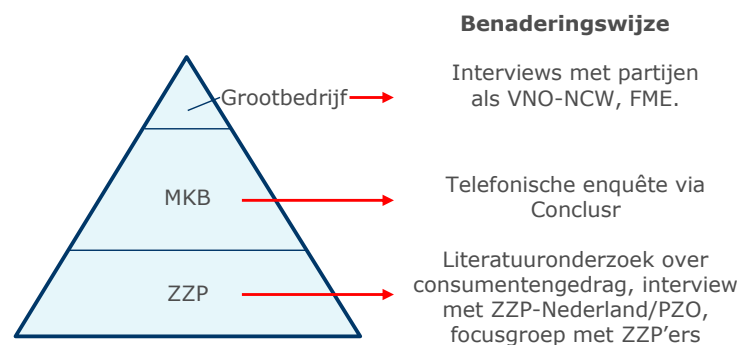 Benaderingswijze
Grootbedrijf
Interviews met partijen
als VNO-NCW, FME.
MKB
Telefonische enquête via
Conclusr
ZZP
Literatuuronderzoek over
consumentengedrag, interview
met ZZP-Nederland/PZO,
focusgroep met ZZP'ers